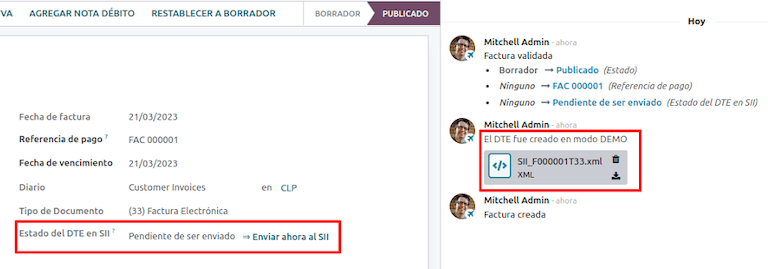 VA AGREGAR NOTA DÉBITO RESTABLECER A BORRADOR BORRADOR PUBLICADO
Fecha de factura 21/03/2023
Referencia de pago ? FAC 000001
Fecha de vencimiento 21/03/2023
Diario Customer Invoices en CLP
Tipo de Documento (33) Factura Electrónica
Estado del DTE en SII ? Pendiente de ser enviado ⇒ Enviar ahora al SII
Hoy
Mitchell Admin - ahora
Factura validada
• Borrador → Publicado (Estado)
• Ninguno → FAC 000001 (Referencia de pago)
• Ninguno → Pendiente de ser enviado (Estado del DTE en SII)
Mitchell Admin - ahora
El DTE fue creado en modo DEMO
SII_F000001T33.xml
XML
Mitchell Admin - ahora
Factura creada